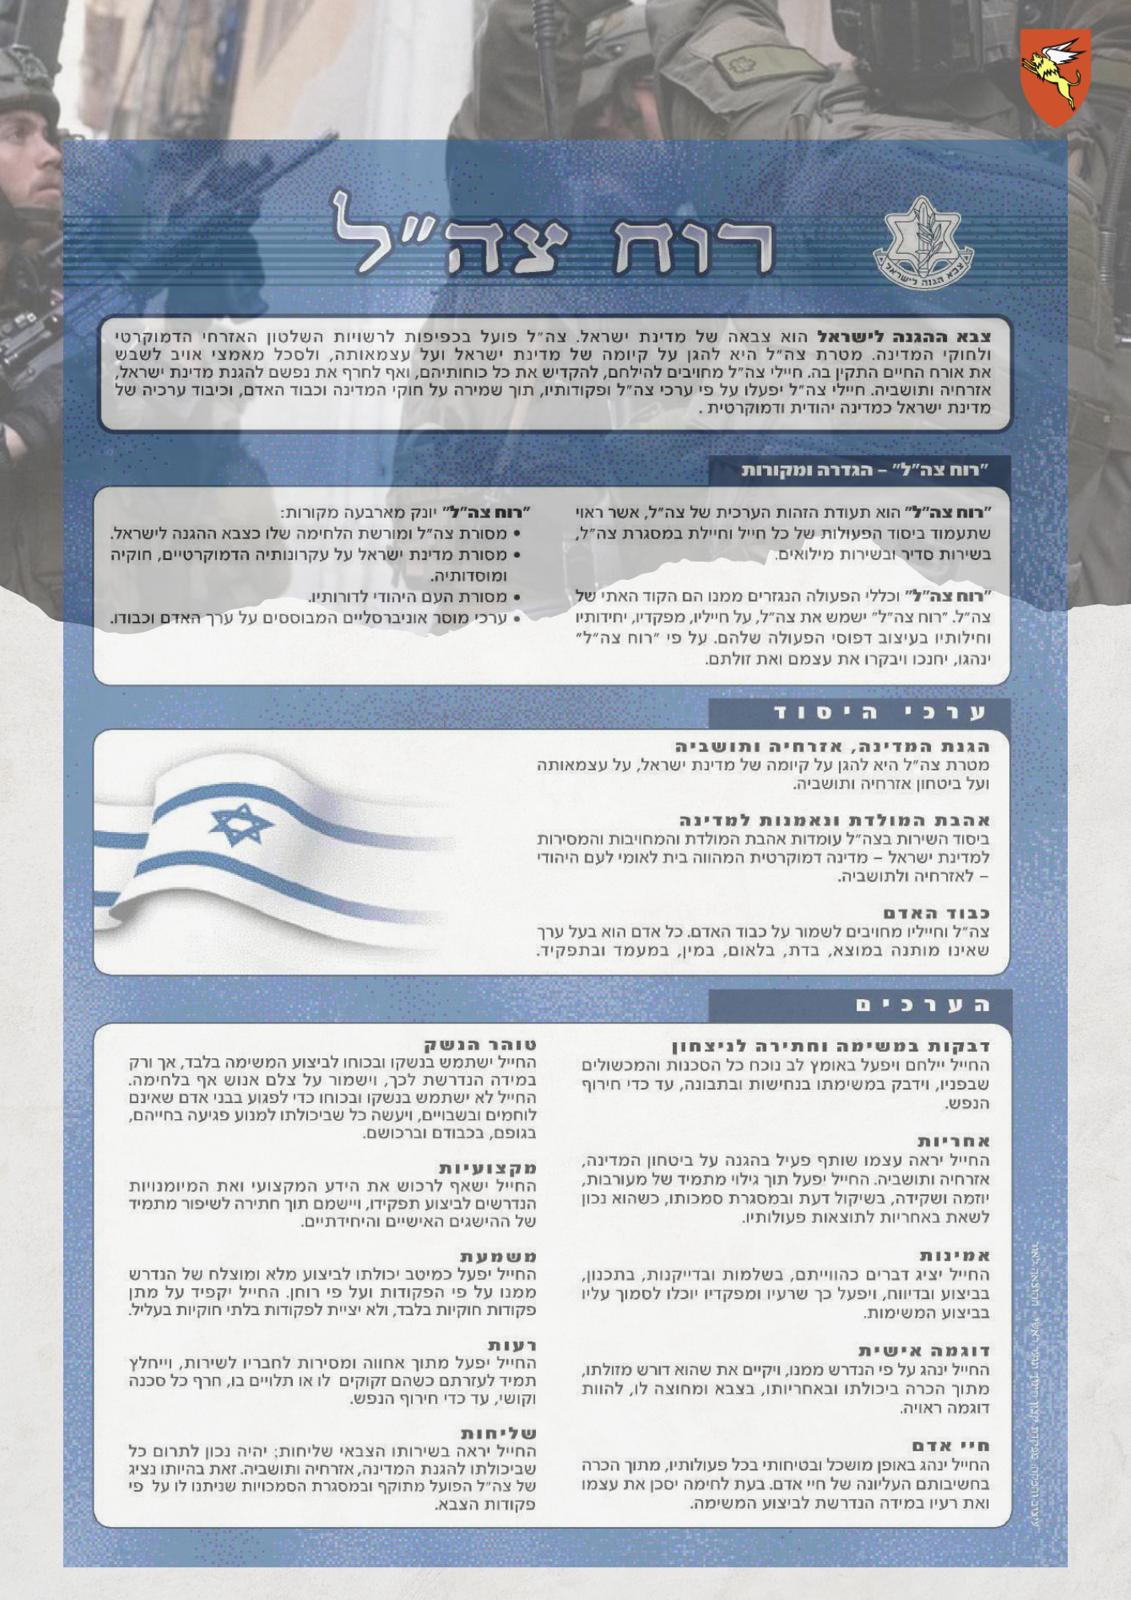 רוח צה"ל
צבא הגנה לישראל
צבא ההגנה לישראל הוא צבאה של מדינת ישראל. צה"ל פועל בכפיפות לרשויות השלטון האזרחי הדמוקרטי
ולחוקי המדינה. מטרת צה"ל היא להגן על קיומה של מדינת ישראל ועל עצמאותה, ולסכל מאמצי אויב לשבש
את אורח החיים התקין בה. חיילי צה"ל מחויבים להילחם, להקדיש את כל כוחותיהם, ואף לחרף את נפשם להגנת מדינת ישראל,
אזרחיה ותושביה. חיילי צה"ל יפעלו על פי ערכי צה"ל ופקודותיו, תוך שמירה על חוקי המדינה וכבוד האדם, וכיבוד ערכיה של
מדינת ישראל כמדינה יהודית ודמוקרטית .
"רוח צה"ל" – הגדרה ומקורות
"רוח צה"ל" הוא תעודת הזהות הערכית של צה"ל, אשר ראוי
שתעמוד ביסוד הפעולות של כל חייל וחיילת במסגרת צה"ל,
בשירות סדיר ובשירות מילואים.
"רוח צה"ל" וכללי הפעולה הנגזרים ממנו הם הקוד האתי של
צה"ל. "רוח צה"ל" ישמש את צה"ל, על חייליו, מפקדיו, יחידותיו
וחילותיו בעיצוב דפוסי הפעולה שלהם. על פי "רוח צה"ל"
ינהגו, יחנכו ויבקרו את עצמם ואת זולתם.
"רוח צה"ל" יונק מארבעה מקורות:
• מסורת צה"ל ומורשת הלחימה שלו כצבא ההגנה לישראל.
• מסורת מדינת ישראל על עקרונותיה הדמוקרטיים, חוקיה
ומוסדותיה.
• מסורת העם היהודי לדורותיו.
• ערכי מוסר אוניברסליים המבוססים על ערך האדם וכבודו.
ערכי היסוד
הגנת המדינה, אזרחיה ותושביה
מטרת צה"ל היא להגן על קיומה של מדינת ישראל, על עצמאותה
ועל ביטחון אזרחיה ותושביה.
אהבת המולדת ונאמנות למדינה
ביסוד השירות בצה"ל עומדות אהבת המולדת והמחויבות והמסירות
למדינת ישראל – מדינה דמוקרטית המהווה בית לאומי לעם היהודי
– לאזרחיה ולתושביה.
כבוד האדם
צה"ל וחייליו מחויבים לשמור על כבוד האדם. כל אדם הוא בעל ערך
שאינו מותנה במוצא, בדת, בלאום, במין, במעמד ובתפקיד.
הערכים
דבקות במשימה וחתירה לניצחון
החייל יילחם ויפעל באומץ לב נוכח כל הסכנות והמכשולים
שבפניו, וידבק במשימתו בנחישות ובתבונה, עד כדי חירוף
הנפש.
אחריות
החייל יראה עצמו שותף פעיל בהגנה על ביטחון המדינה,
אזרחיה ותושביה. החייל יפעל תוך גילוי מתמיד של מעורבות,
יוזמה ושקידה, בשיקול דעת ובמסגרת סמכותו, כשהוא נכון
לשאת באחריות לתוצאות פעולותיו.
אמינות
החייל יציג דברים כהווייתם, בשלמות ובדייקנות, בתכנון,
בביצוע ובדיווח, ויפעל כך שרעיו ומפקדיו יוכלו לסמוך עליו
בביצוע המשימות.
דוגמה אישית
החייל ינהג על פי הנדרש ממנו, ויקיים את שהוא דורש מזולתו,
מתוך הכרה ביכולתו ובאחריותו, בצבא ומחוצה לו, להוות
דוגמה ראויה.
חיי אדם
החייל ינהג באופן מושכל ובטיחותי בכל פעולותיו, מתוך הכרה
בחשיבותם העליונה של חיי אדם. בעת לחימה יסכן את עצמו
ואת רעיו במידה הנדרשת לביצוע המשימה.
טוהר הנשק
החייל ישתמש בנשקו ובכוחו לביצוע המשימה בלבד, אך ורק
במידה הנדרשת לכך, וישמור על צלם אנוש אף בלחימה.
החייל לא ישתמש בנשקו ובכוחו כדי לפגוע בבני אדם שאינם
לוחמים ובשבויים, ויעשה כל שביכולתו למנוע פגיעה בחייהם,
בגופם, בכבודם וברכושם.
מקצועיות
החייל ישאף לרכוש את הידע המקצועי ואת המיומנויות
הנדרשים לביצוע תפקידו, ויישמם תוך חתירה לשיפור מתמיד
של ההישגים האישיים והיחידתיים.
משמעת
החייל יפעל כמיטב יכולתו לביצוע מלא ומוצלח של הנדרש
ממנו על פי הפקודות ועל פי רוחן. החייל יקפיד על מתן
פקודות חוקיות בלבד, ולא יציית לפקודות בלתי חוקיות בעליל.
רעות
החייל יפעל מתוך אחווה ומסירות לחבריו לשירות, וייחלץ
תמיד לעזרתם כשהם זקוקים לו או תלויים בו, חרף כל סכנה
וקושי, עד כדי חירוף הנפש.
שליחות
החייל יראה בשירותו הצבאי שליחות; יהיה נכון לתרום כל
שביכולתו להגנת המדינה, אזרחיה ותושביה. זאת בהיותו נציג
של צה"ל הפועל מתוקף ובמסגרת הסמכויות שניתנו לו על פי
פקודות הצבא.